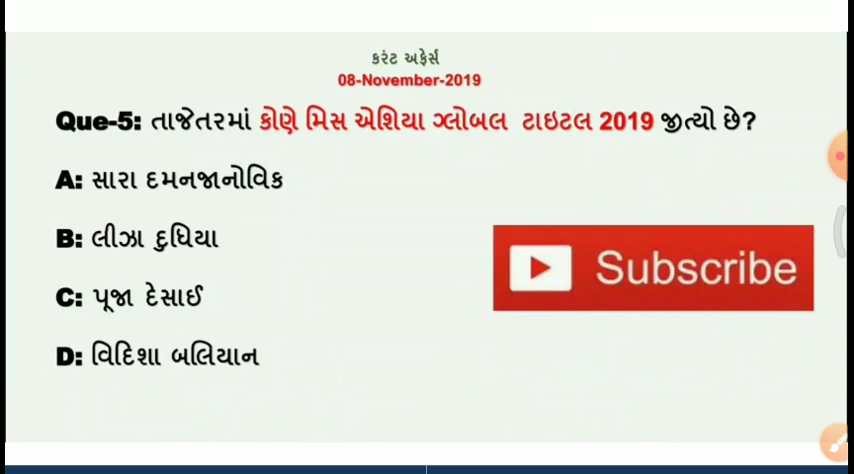 કરંટ અફેર્સ
08-November-2019
Que-5: તાજેતરમાં કોણે મિસ એશિયા ગ્લોબલ ટાઇટલ 2019 જીત્યો છે?
A: સારા દમનજાનોવિક
B: લીઝા દુધિયા
C: પૂજા દેસાઈ
D: વિદિશા બલિયાન
Subscribe